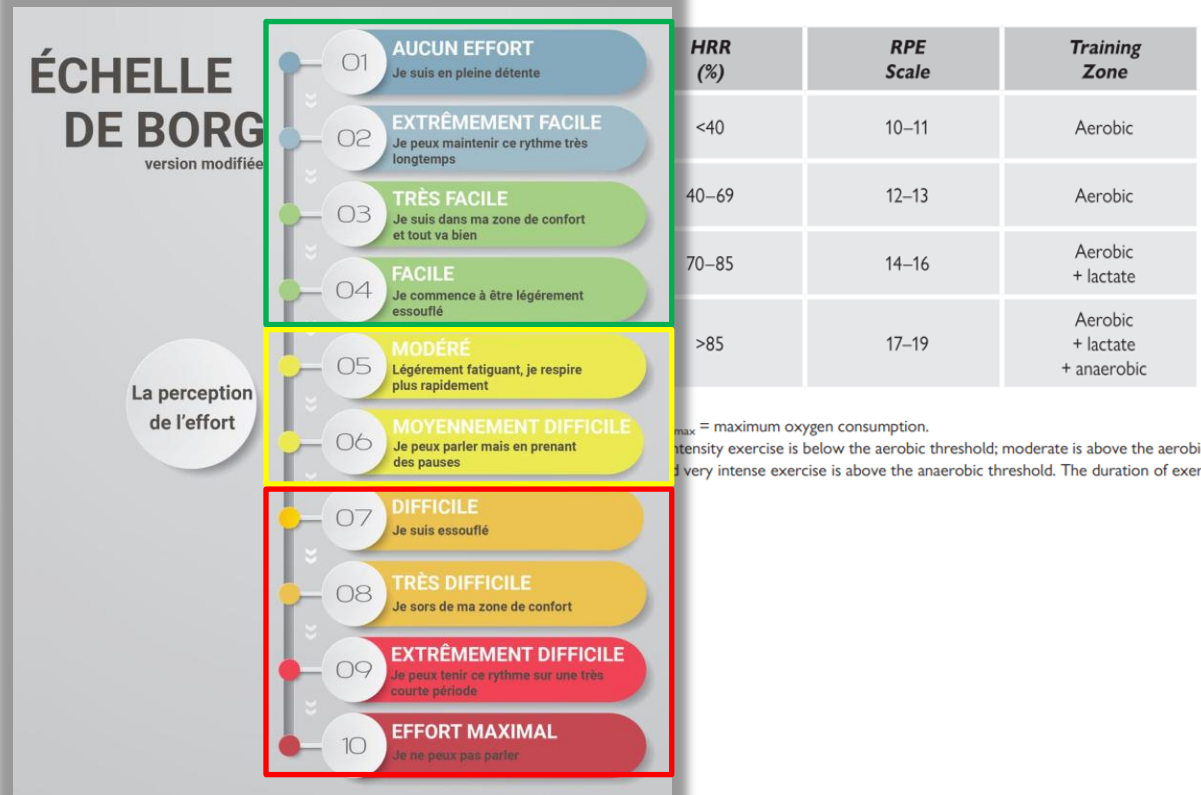 ÉCHELLE
DE BORG
version modifiée
La perception
de l'effort
01
AUCUN EFFORT
Je suis en pleine détente
02
EXTRÊMEMENT FACILE
Je peux maintenir ce rythme très
longtemps
03
TRÈS FACILE
Je suis dans ma zone de confort
et tout va bien
04
FACILE
Je commence à être légérement
essouflé
05
MODÉRÉ
Légérement fatiguant, je respire
plus rapidement
06
MOYENNEMENT DIFFICILE
Je peux parler mais en prenant
des pauses
07
DIFFICILE
Je suis essouflé
08
TRÈS DIFFICILE
Je sors de ma zone de confort
09
EXTRÊMEMENT DIFFICILE
Je peux tenir ce rythme sur une très
courte période
10
EFFORT MAXIMAL
Je ne peux pas parler
HRR
(%)
RPE
Scale
Training
Zone
<40
10–11
Aerobic
40–69
12–13
Aerobic
70–85
14–16
Aerobic
+ lactate
>85
17–19
Aerobic
+ lactate
+ anaerobic
max = maximum oxygen consumption.
ntensity exercise is below the aerobic threshold; moderate is above the aerobi
d very intense exercise is above the anaerobic threshold. The duration of exer